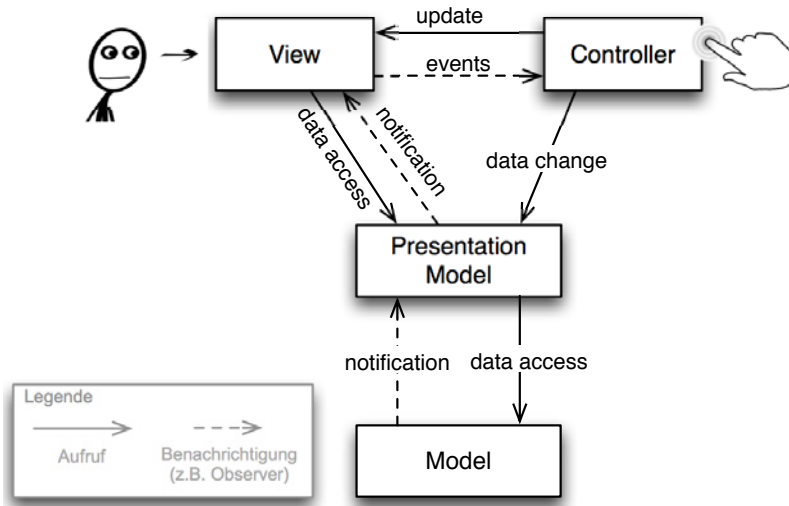 update
View
Controller
events
data access
notification
data change
Presentation
Model
notification
data access
Legende
Aufruf
Benachrichtigung
(z.B. Observer)
Model